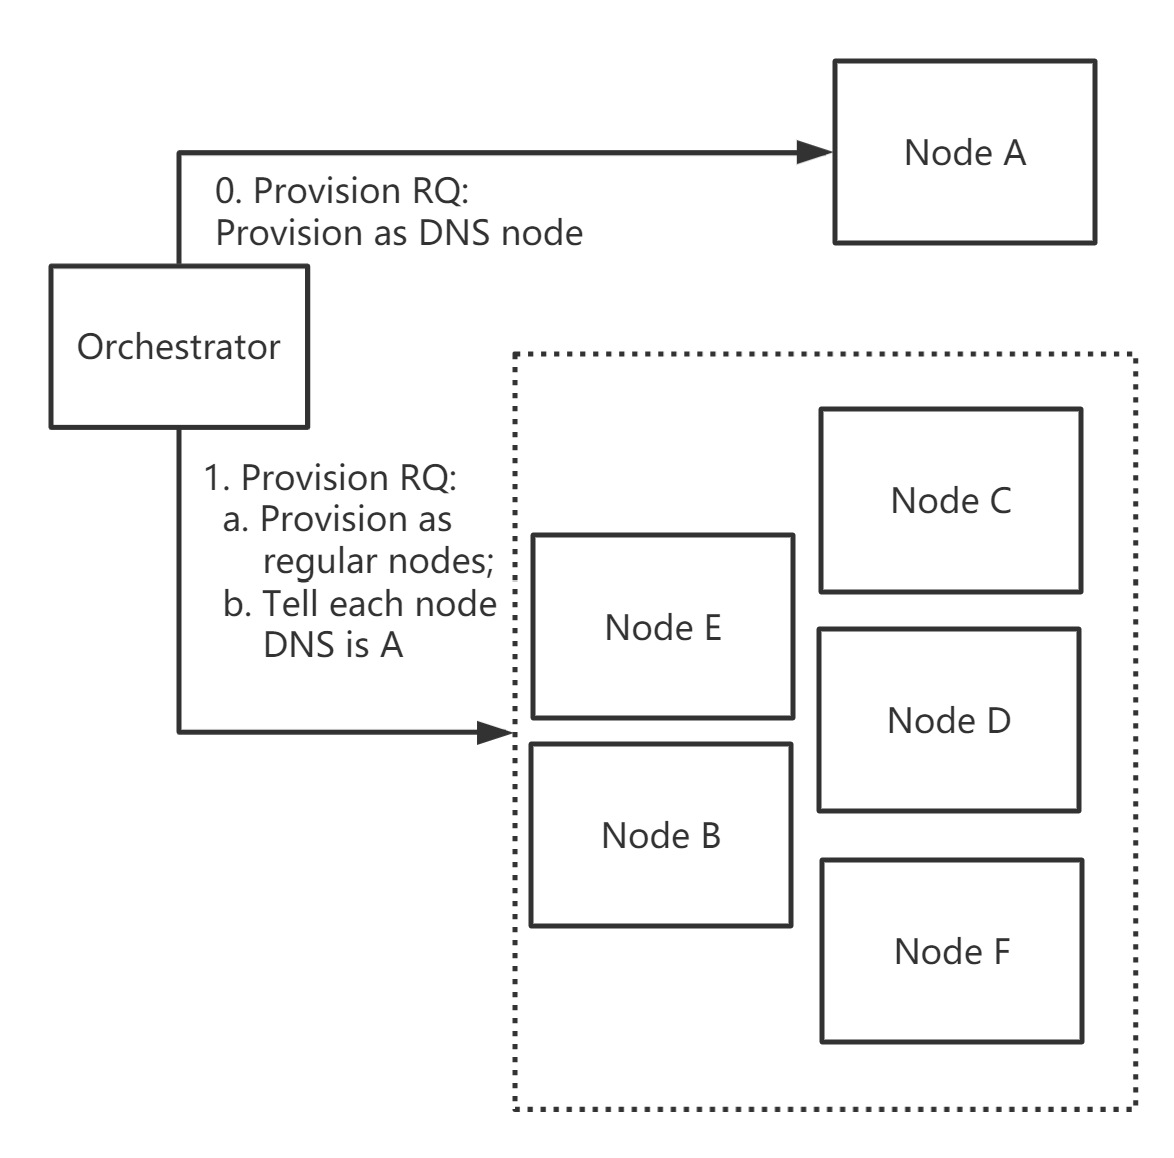 Node A
0. Provision RQ:
Provision as DNS node
Orchestrator
1. Provision RQ:
a. Provision as
regular nodes;
b. Tell each node
DNS is A
Node C
Node E
Node D
Node B
Node F